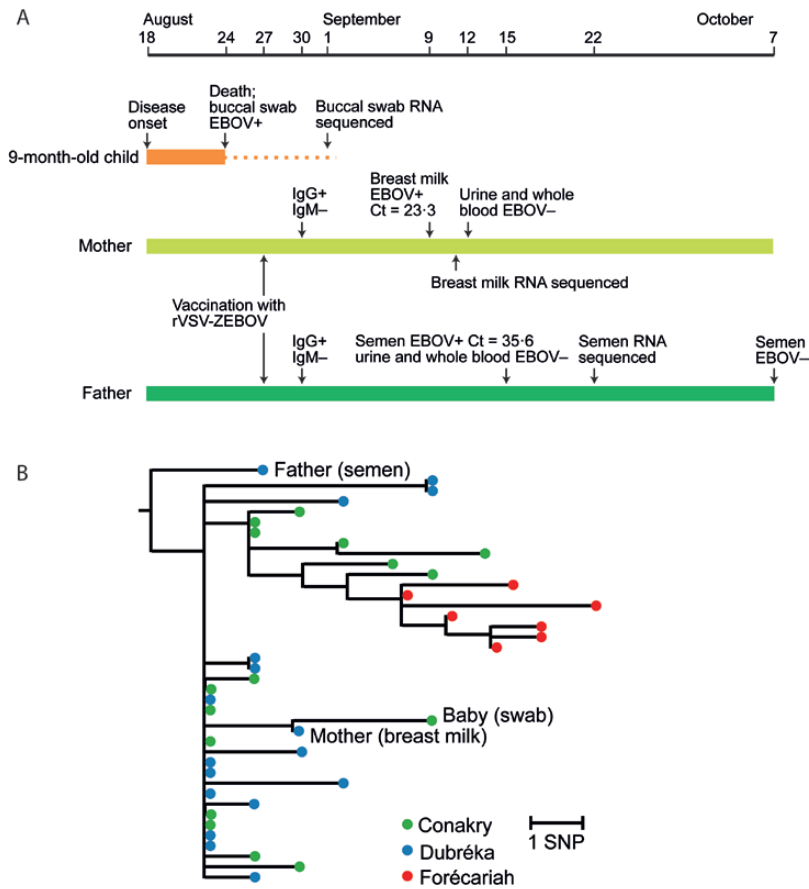 A
August
September
October
18
24
27
30
1
9
12
15
22
7
Disease
onset
Death;
buccal swab
EBOV+
Buccal swab RNA
sequenced
9-month-old child
IgG+
IgM–
Breast milk
EBOV+
Ct = 23·3
Urine and whole
blood EBOV–
Mother
Breast milk RNA sequenced
Vaccination with
rVSV-ZEBOV
IgG+
IgM–
Semen EBOV+ Ct = 35·6
urine and whole blood EBOV–
Semen RNA
sequenced
Semen
EBOV–
Father
B
Father (semen)
Baby (swab)
Mother (breast milk)
Conakry
Dubréka
Forécariah
1 SNP